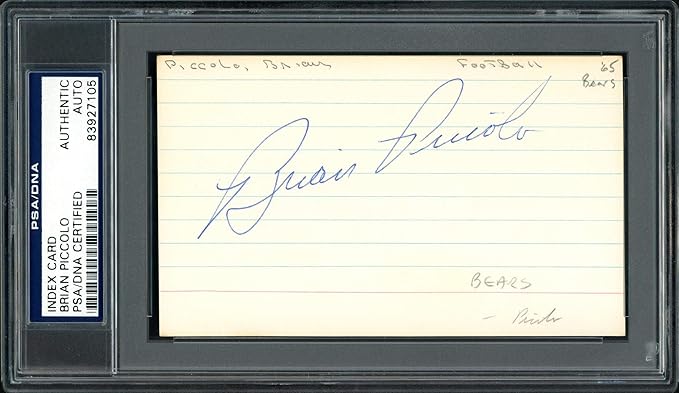 PSA/DNA
INDEX CARD
BRIAN PICCOLO
PSA/DNA CERTIFIED
AUTHENTIC
AUTO
83927105
Piccolo, Brian Football '65
Bears
Brian Piccolo
BEARS